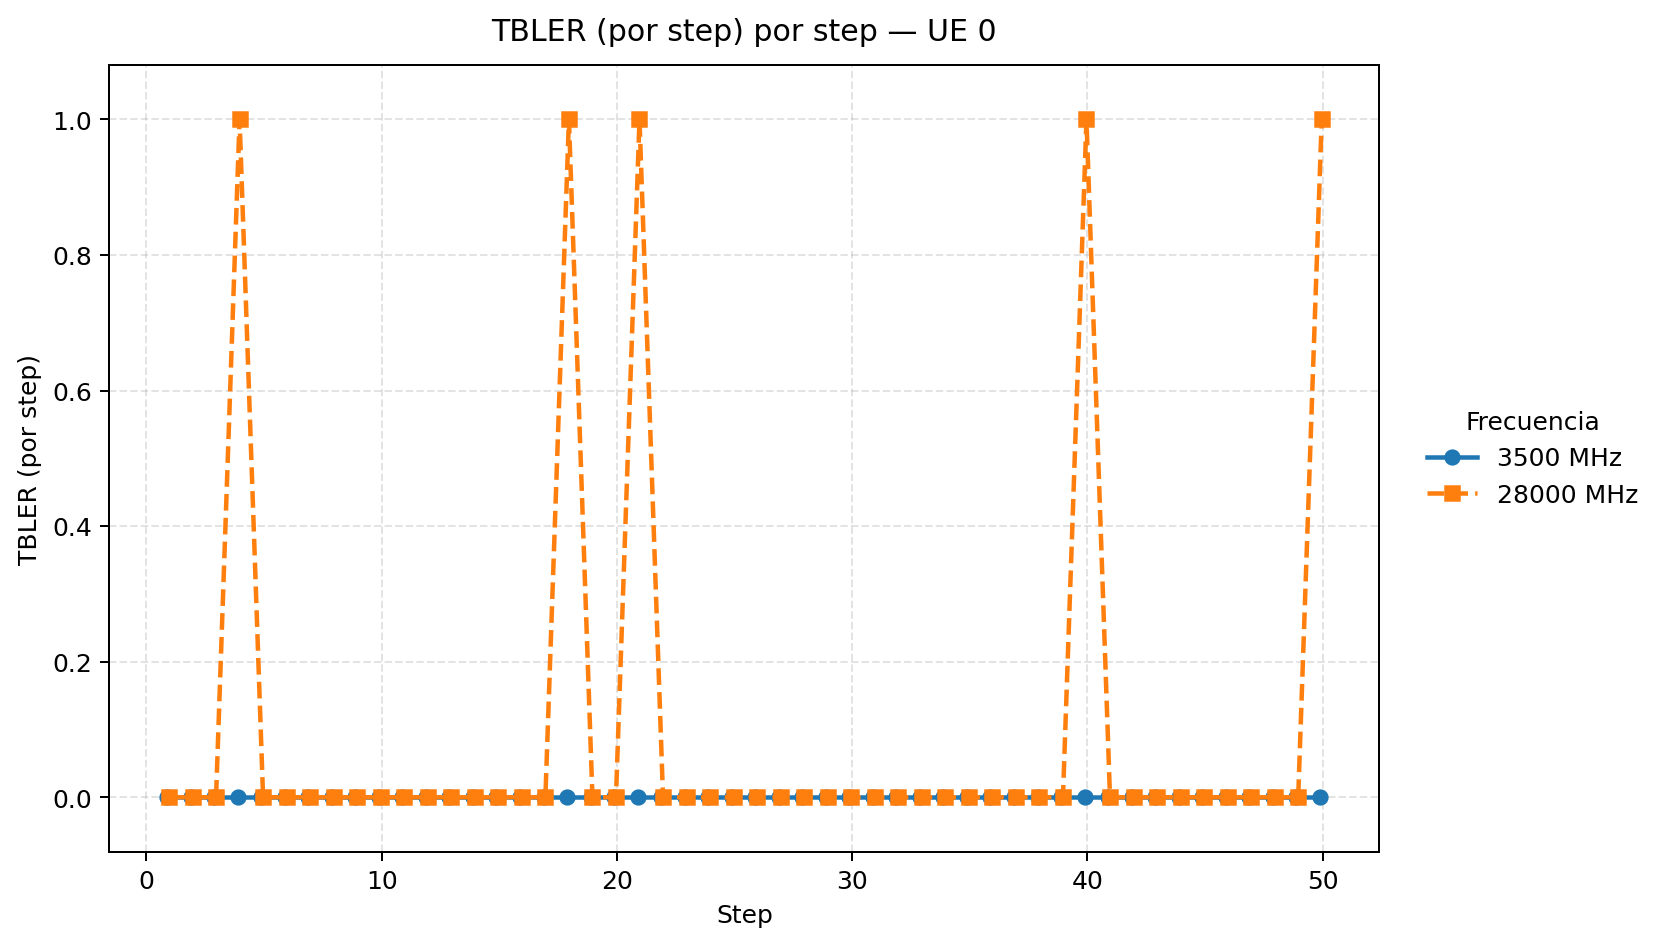 TBLER (por step) por step — UE 0
TBLER (por step)
1.0
0.8
0.6
0.4
0.2
0.0
0 10 20 30 40 50
Step
Frecuencia
3500 MHz
28000 MHz